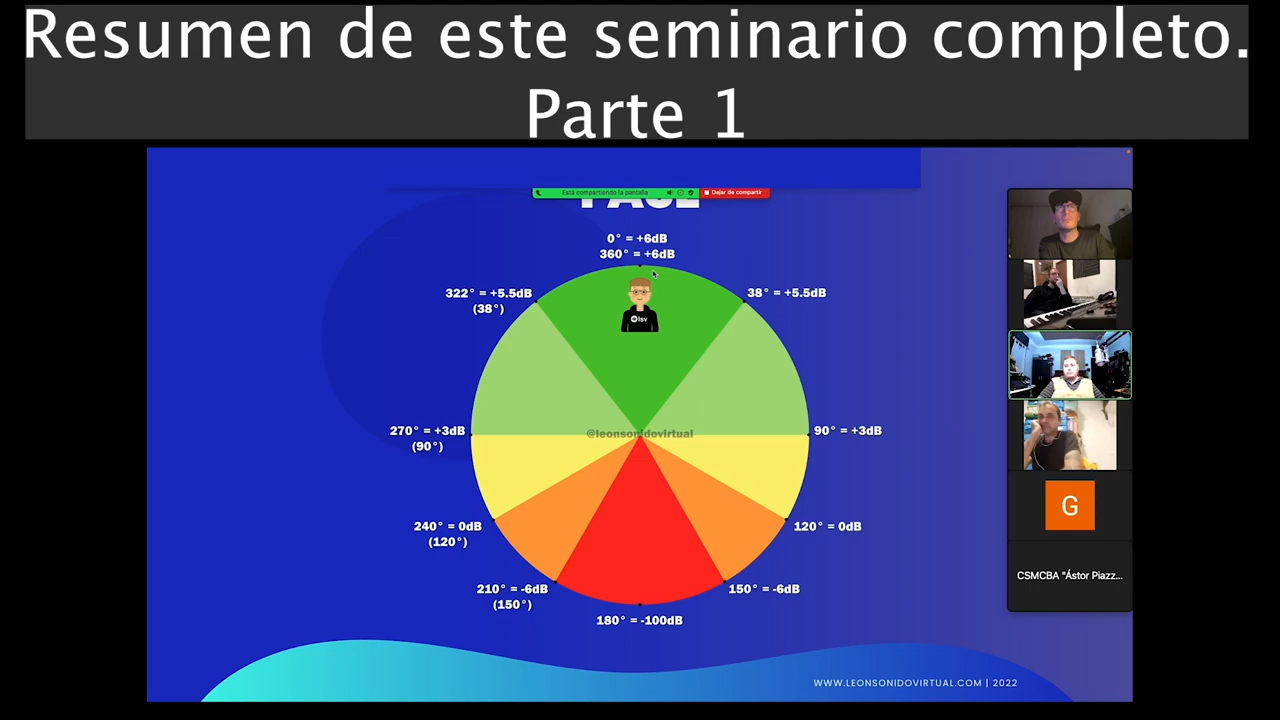 Resumen de este seminario completo.
Parte 1
Está compartiendo la pantalla
Dejar de compartir
0° = +6dB
360° = +6dB
322° = +5.5dB
(38°)
38° = +5.5dB
lsv
270° = +3dB
(90°)
@leonsonidovirtual
90° = +3dB
240° = 0dB
(120°)
120° = 0dB
210° = -6dB
(150°)
150° = -6dB
180° = -100dB
G
CSMCBA "Ástor Piazz...
WWW.LEONSONIDOVIRTUAL.COM | 2022